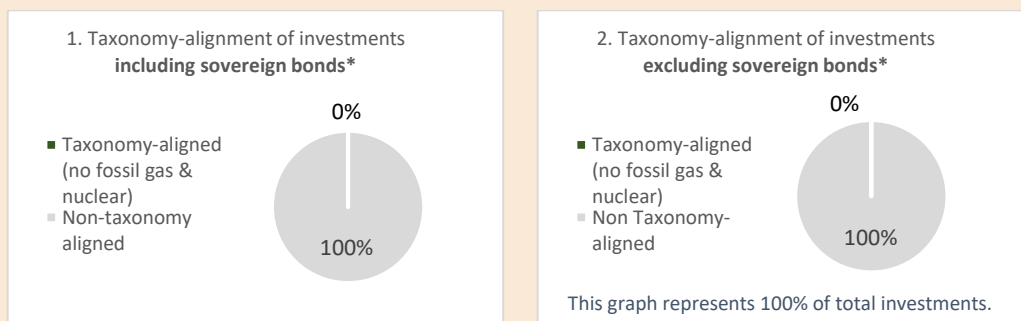 1. Taxonomy-alignment of investments
including sovereign bonds*
0%
Taxonomy-aligned
(no fossil gas &
nuclear)
Non-taxonomy
aligned
100%
2. Taxonomy-alignment of investments
excluding sovereign bonds*
0%
Taxonomy-aligned
(no fossil gas &
nuclear)
Non Taxonomy-
aligned
100%
This graph represents 100% of total investments.